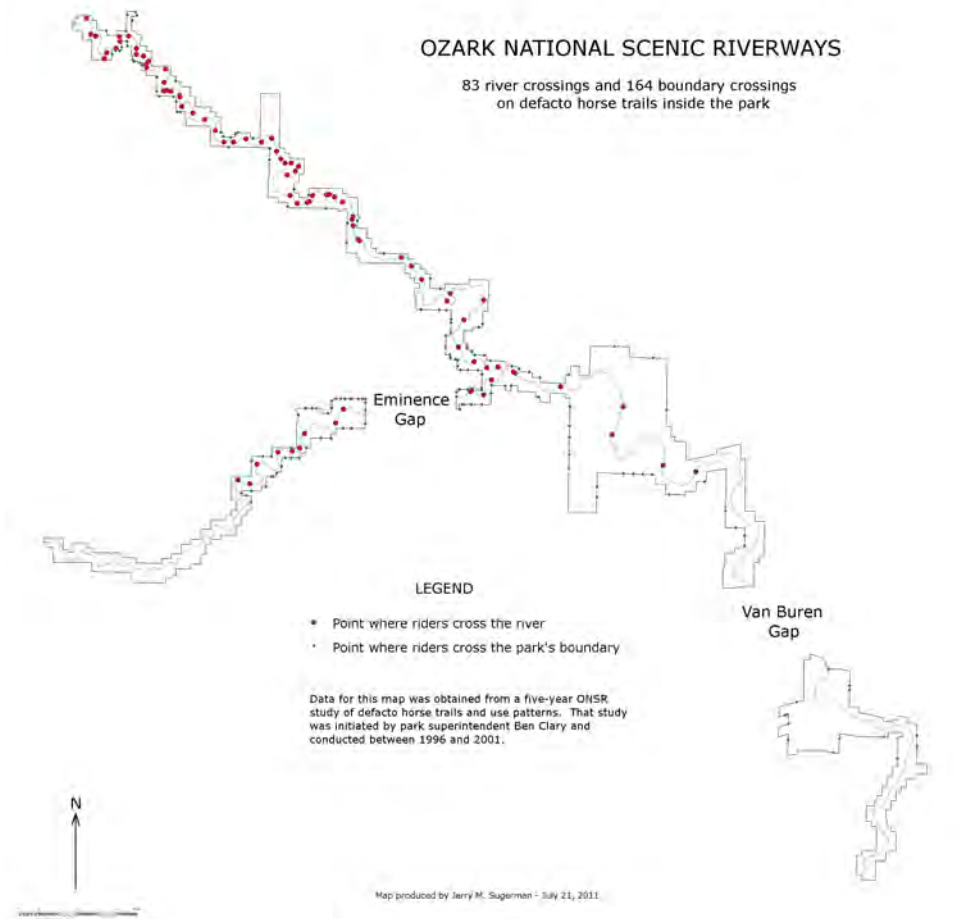 OZARK NATIONAL SCENIC RIVERWAYS
83 river crossings and 164 boundary crossings
on defacto horse trails inside the park
Eminence
Gap
LEGEND
Point where riders cross the river
Point where riders cross the park's boundary
Van Buren
Gap
Data for this map was obtained from a five-year ONSR
study of defacto horse trails and use patterns. That study
was initiated by park superintendent Ben Clary and
conducted between 1996 and 2001.
N
Map produced by Jerry M. Sugerman - July 21, 2011